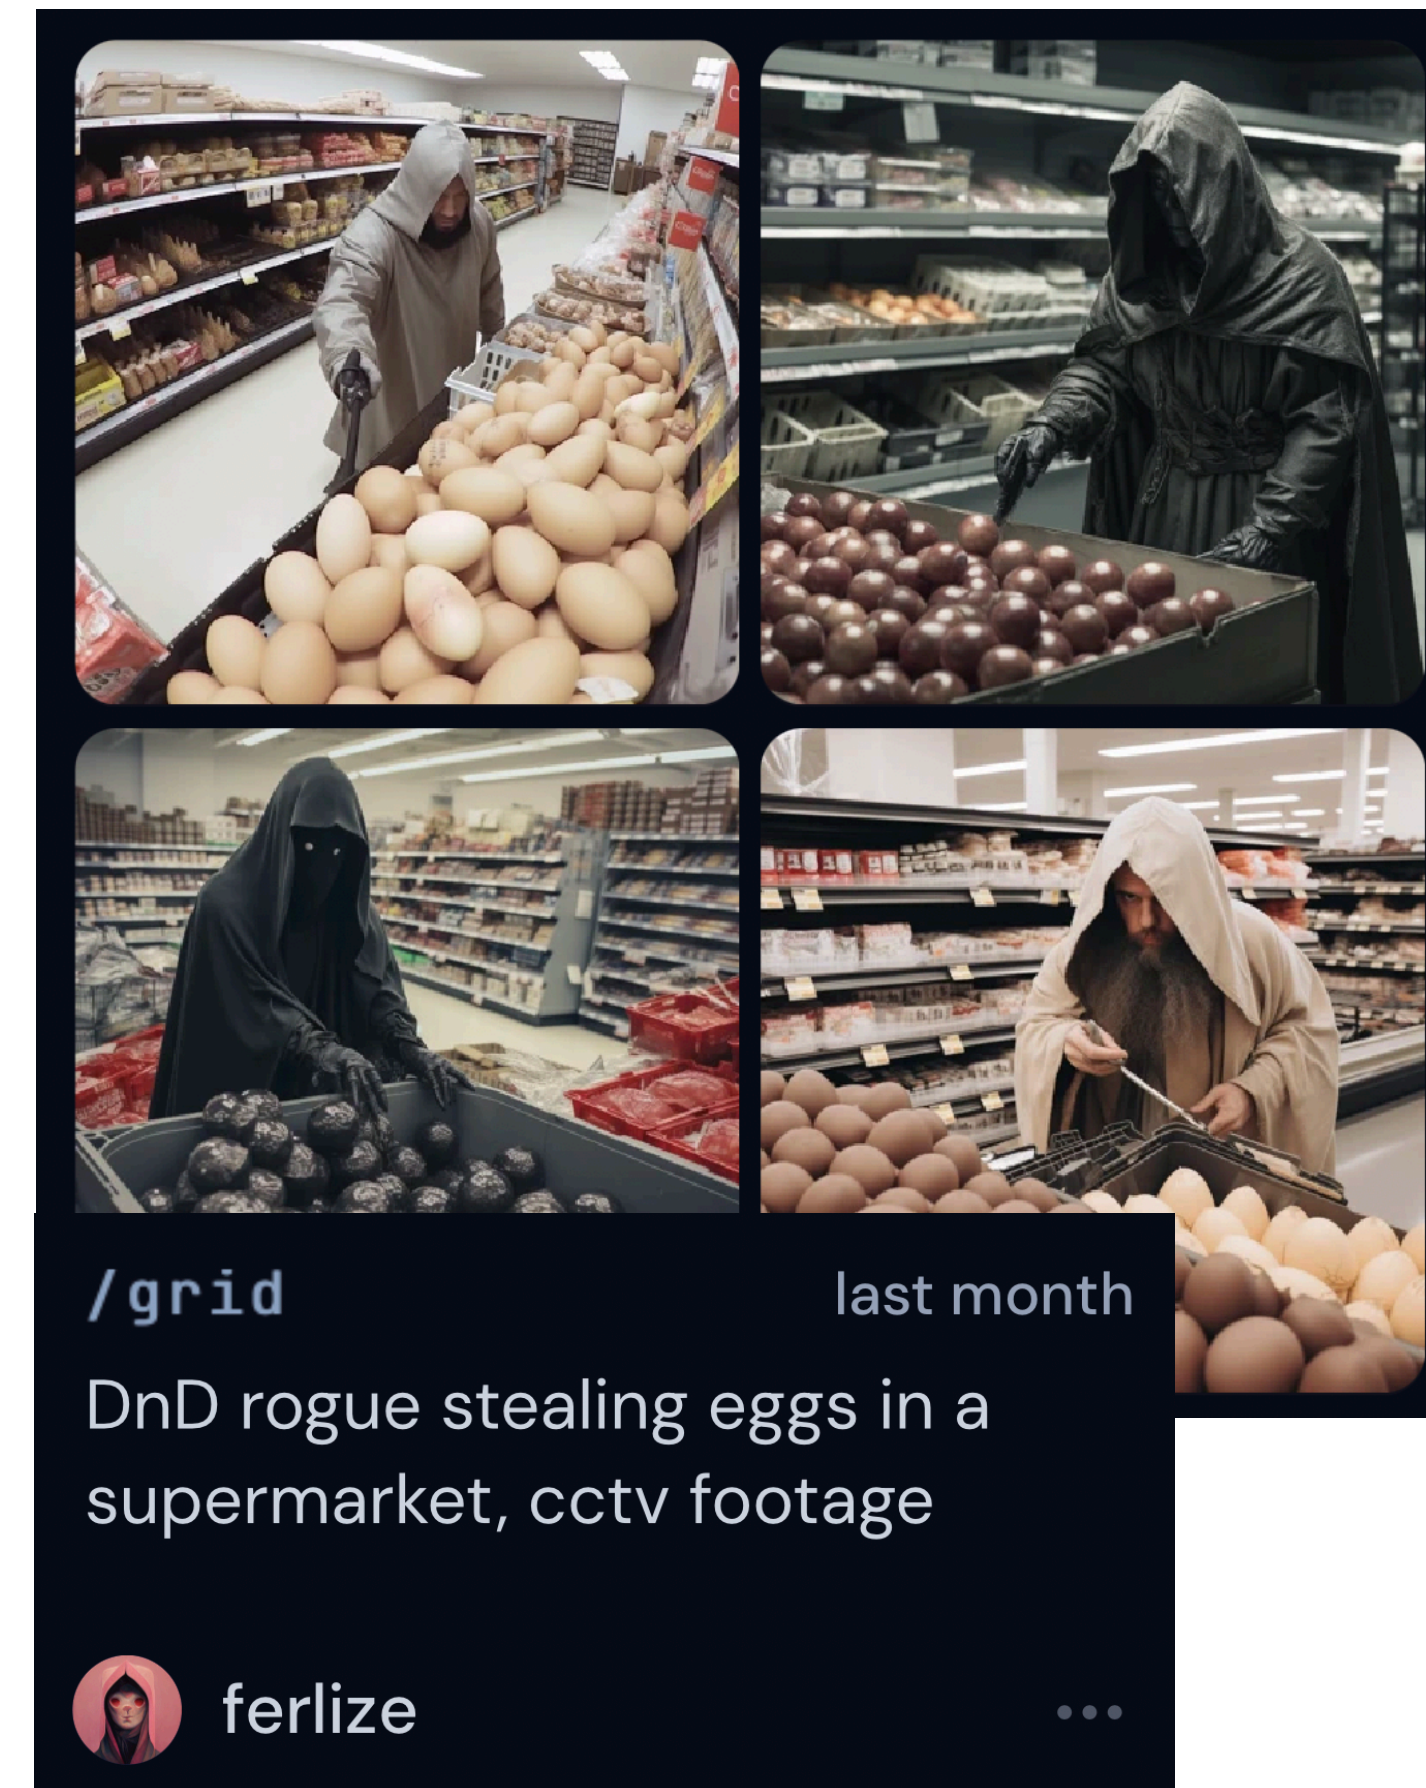 /grid
last month
DnD rogue stealing eggs in a
supermarket, cctv footage
ferlize